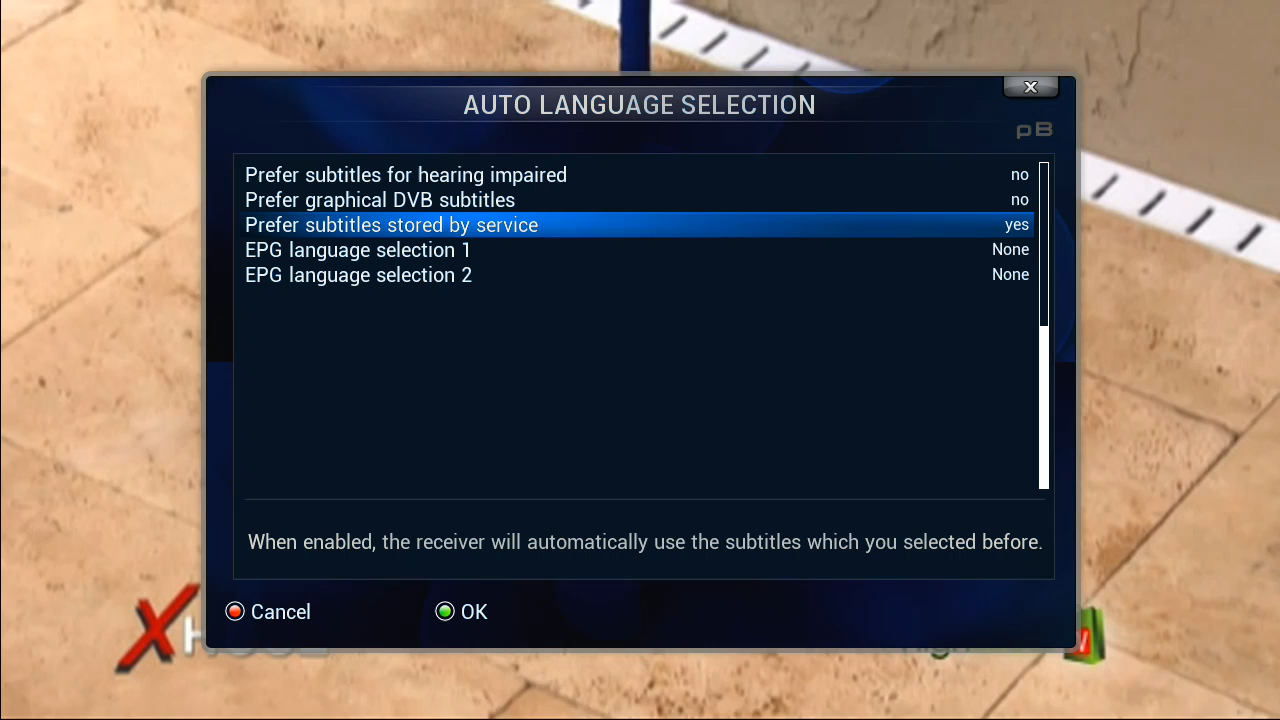 X
AUTO LANGUAGE SELECTION
pB
Prefer subtitles for hearing impaired no
Prefer graphical DVB subtitles no
Prefer subtitles stored by service yes
EPG language selection 1 None
EPG language selection 2 None
When enabled, the receiver will automatically use the subtitles which you selected before.
Cancel OK